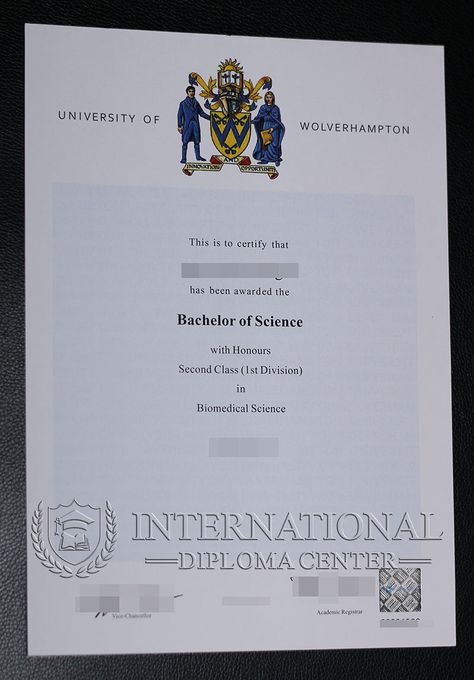 UNIVERSITY OF WOLVERHAMPTON
INNOVATION AND OPPORTUNITY
This is to certify that
has been awarded the
Bachelor of Science
with Honours
Second Class (1st Division)
in
Biomedical Science
INTERNATIONAL
DIPLOMA CENTER
Vice-Chancellor
Academic Registrar